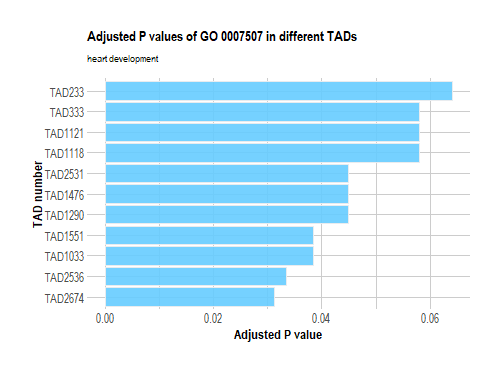 Adjusted P values of GO 0007507 in different TADs
heart development
TAD233
TAD333
TAD1121
TAD1118
TAD2531
TAD1476
TAD1290
TAD1551
TAD1033
TAD2536
TAD2674
TAD number
0.00 0.02 0.04 0.06
Adjusted P value